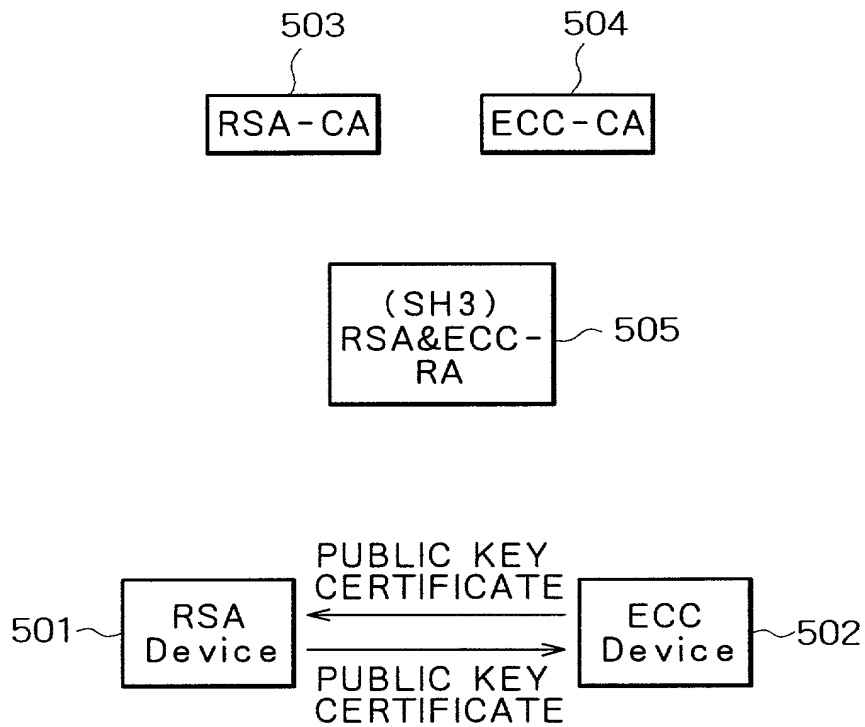 503
504
RSA-CA
ECC-CA
(SH3)
RSA&ECC-
RA
505
PUBLIC KEY
CERTIFICATE
501
RSA
Device
ECC
Device
502
PUBLIC KEY
CERTIFICATE